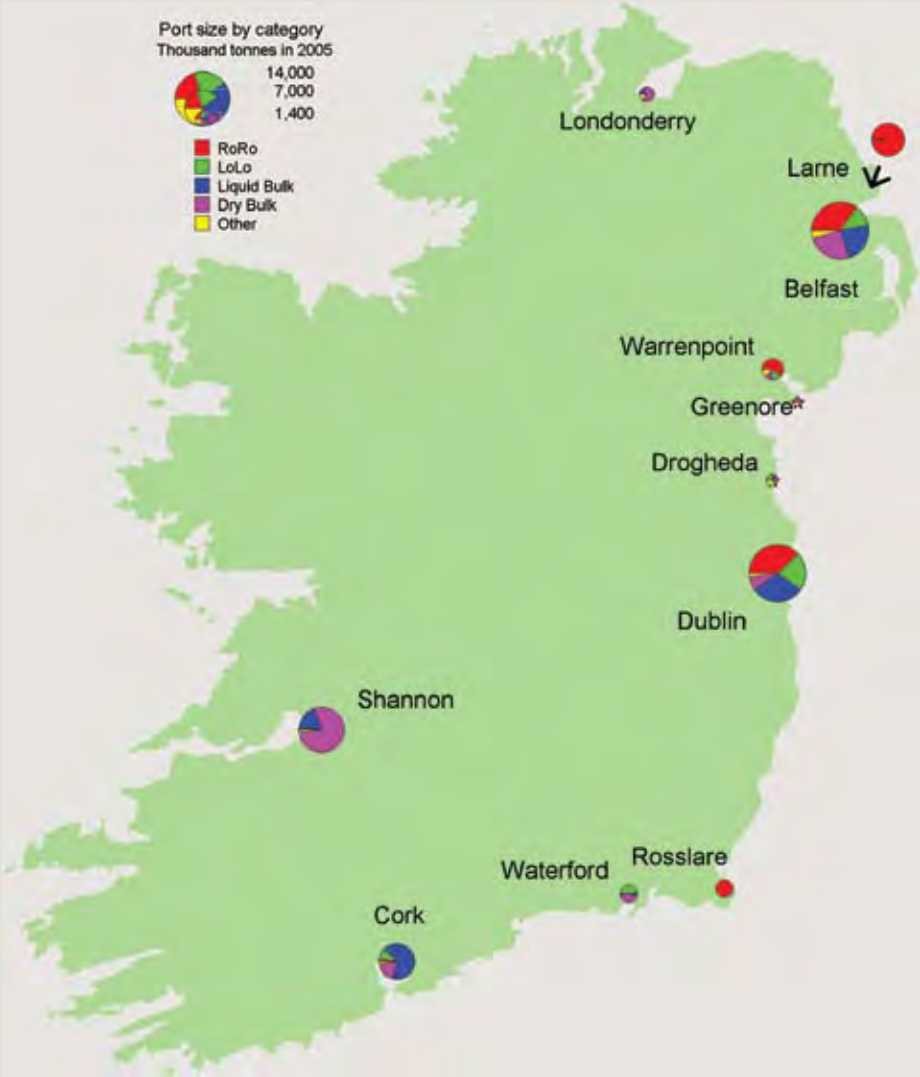 Port size by category
Thousand tonnes in 2005
14,000
7,000
1,400
RoRo
LoLo
Liquid Bulk
Dry Bulk
Other
Londonderry
Larne
Belfast
Warrenpoint
Greenore
Drogheda
Dublin
Shannon
Waterford
Rosslare
Cork